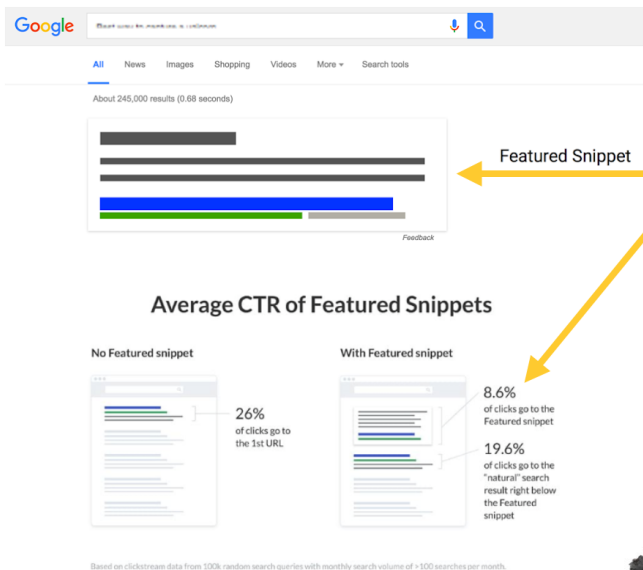 Google
All News Images Shopping Videos More Search tools
About 245,000 results (0.68 seconds)
Featured Snippet
Feedback
Average CTR of Featured Snippets
No Featured snippet
With Featured snippet
26%
of clicks go to
the 1st URL
8.6%
of clicks go to the
Featured snippet
19.6%
of clicks go to the
"natural" search
result right below
the Featured
snippet
Based on clickstream data from 100k random search queries with monthly search volume of >100 searches per month.